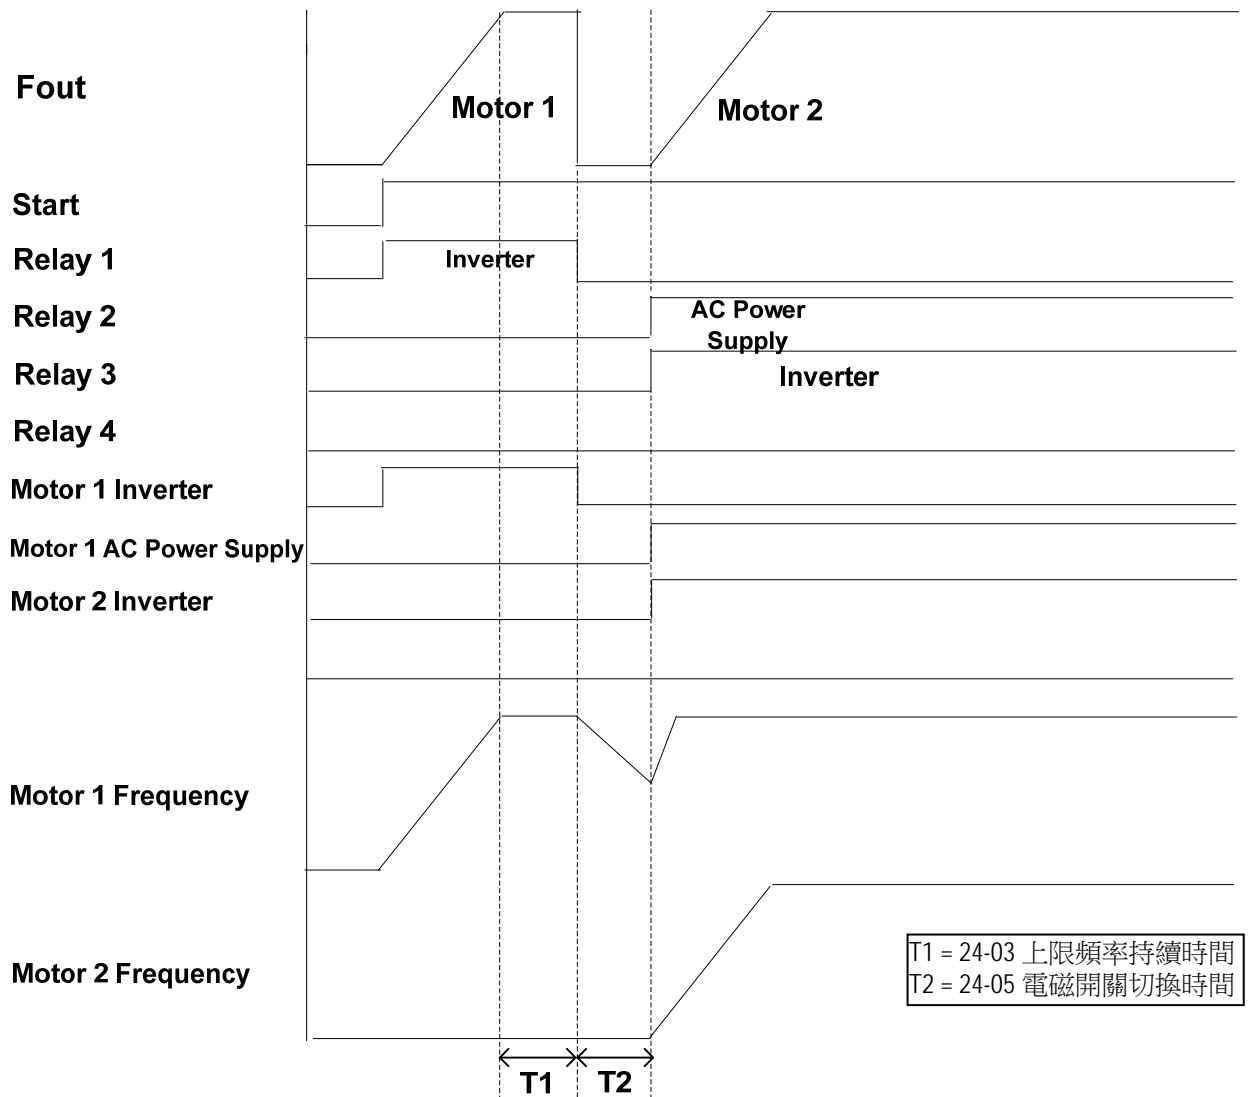 Fout
Motor 1
Motor 2
Start
Relay 1
Inverter
Relay 2
AC Power
Supply
Relay 3
Inverter
Relay 4
Motor 1 Inverter
Motor 1 AC Power Supply
Motor 2 Inverter
Motor 1 Frequency
Motor 2 Frequency
T1 = 24-03 上限頻率持續時間
T2 = 24-05 電磁開關切換時間
T1
T2